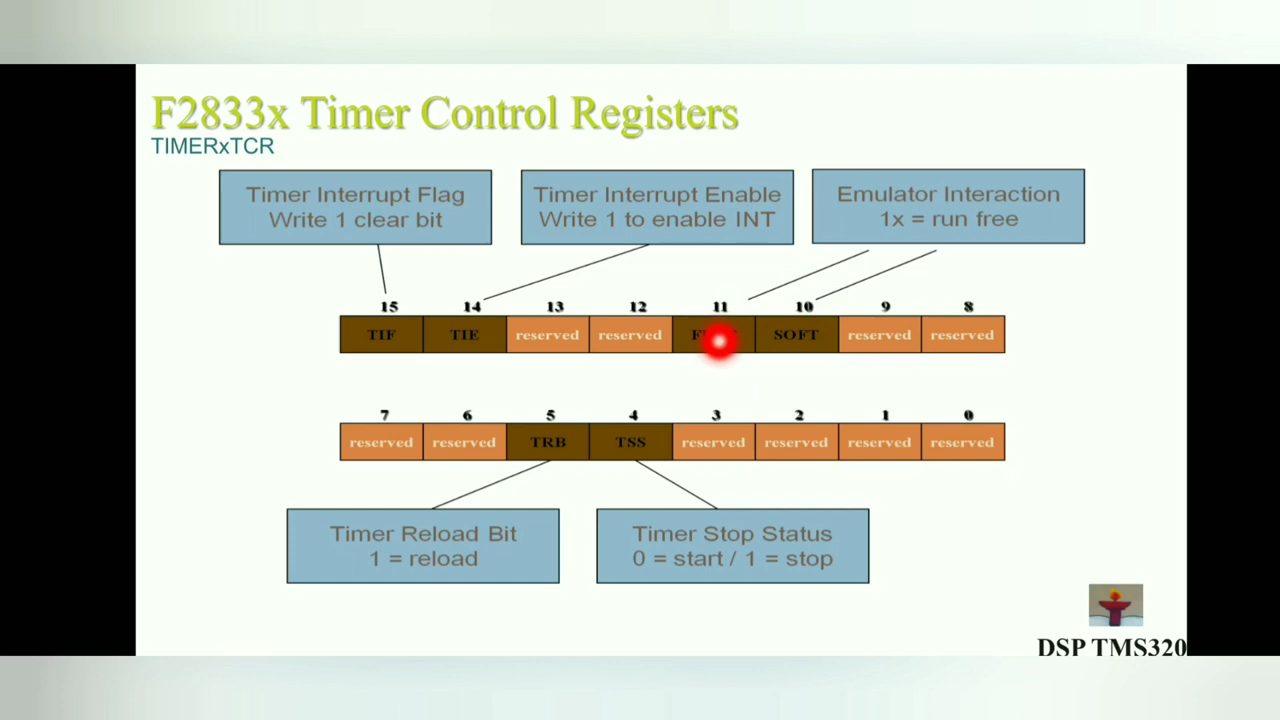 F2833x Timer Control Registers
TIMERxTCR
Timer Interrupt Flag
Write 1 clear bit
Timer Interrupt Enable
Write 1 to enable INT
Emulator Interaction
1x = run free
15 14 13 12 11 10 9 8
TIF TIE reserved reserved SOFT reserved reserved
7 6 5 4 3 2 1 0
reserved reserved TRB TSS reserved reserved reserved reserved
Timer Reload Bit
1 = reload
Timer Stop Status
0 = start / 1 = stop
DSP TMS320